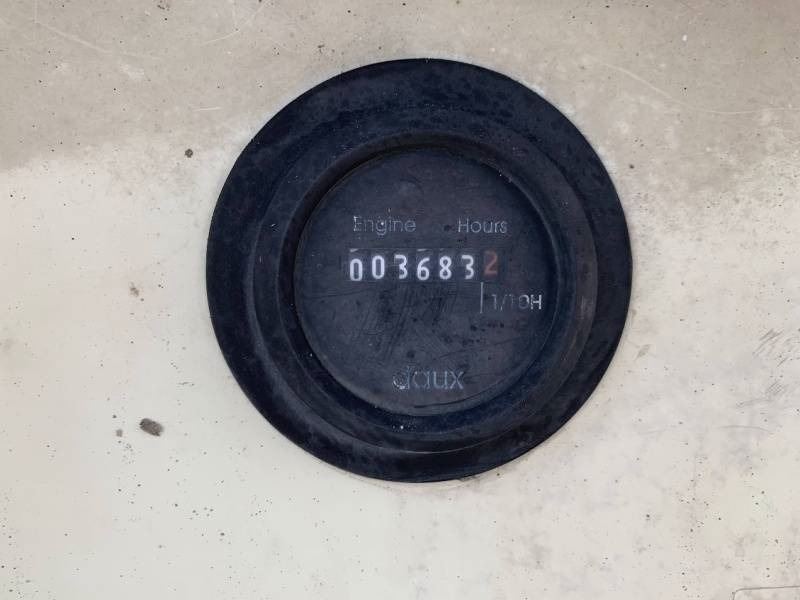 Engine Hours
0036832
1/10H
daux